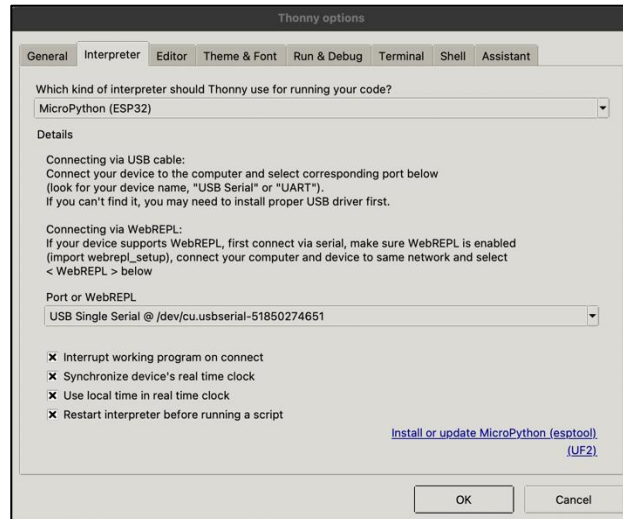 Thonny options
General Interpreter Editor Theme & Font Run & Debug Terminal Shell Assistant
Which kind of interpreter should Thonny use for running your code?
MicroPython (ESP32)
Details
Connecting via USB cable:
Connect your device to the computer and select corresponding port below
(look for your device name, "USB Serial" or "UART").
If you can't find it, you may need to install proper USB driver first.
Connecting via WebREPL:
If your device supports WebREPL, first connect via serial, make sure WebREPL is enabled
(import webrepl_setup), connect your computer and device to same network and select
< WebREPL > below
Port or WebREPL
USB Single Serial @ /dev/cu.usbserial-51850274651
Interrupt working program on connect
Synchronize device's real time clock
Use local time in real time clock
Restart interpreter before running a script
Install or update MicroPython (esptool)
(UF2)
OK Cancel